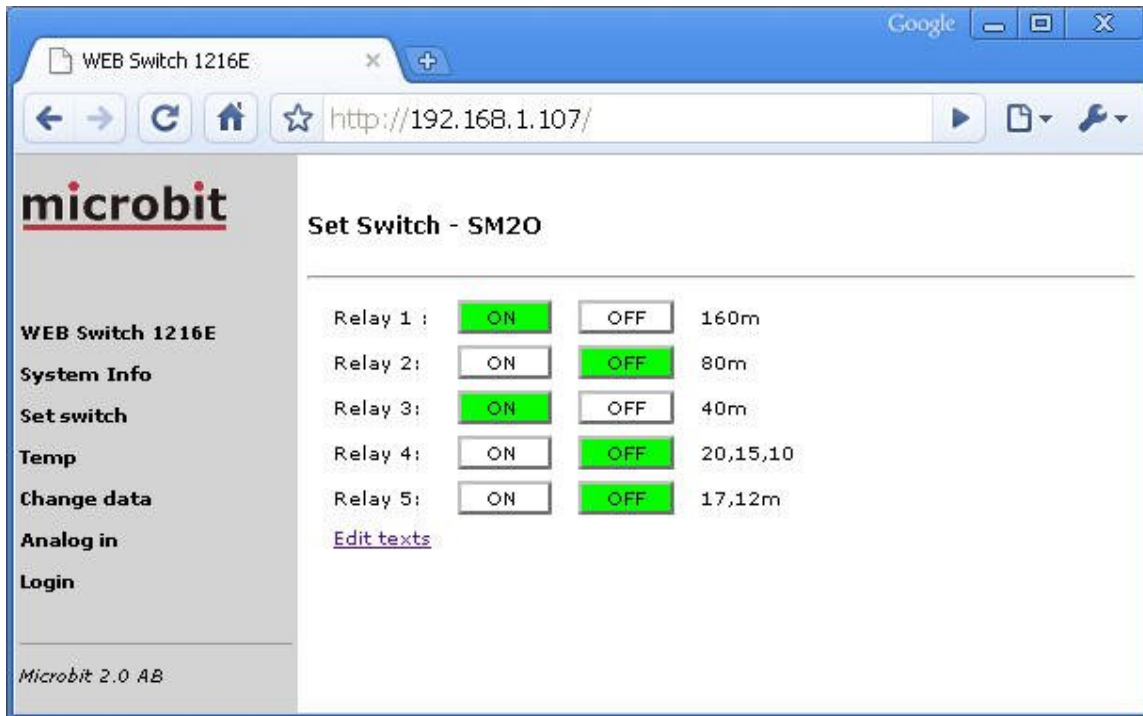 Google
WEB Switch 1216E
http://192.168.1.107/
microbit
WEB Switch 1216E
System Info
Set switch
Temp
Change data
Analog in
Login
Microbit 2.0 AB
Set Switch - SM2O
Relay 1 : ON OFF 160m
Relay 2: ON OFF 80m
Relay 3: ON OFF 40m
Relay 4: ON OFF 20,15,10
Relay 5: ON OFF 17,12m
Edit texts